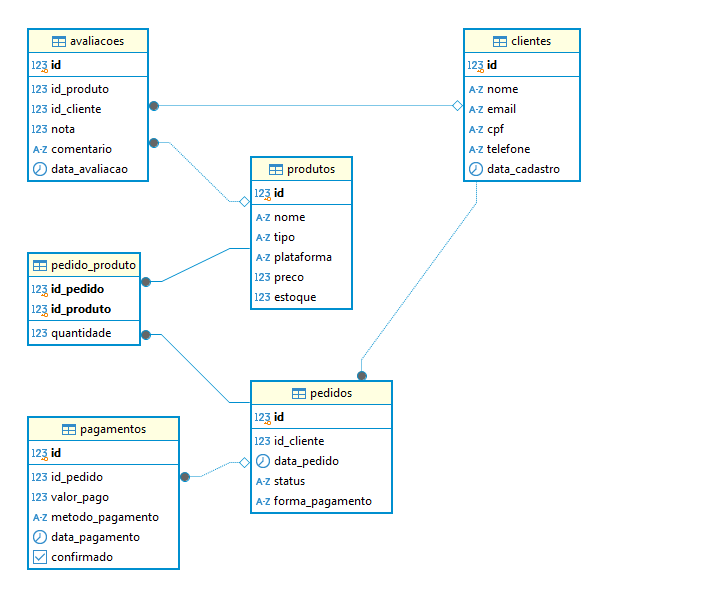 avaliacoes
123 id
123 id_produto
123 id_cliente
123 nota
A-Z comentario
data_avaliacao
clientes
123 id
A-Z nome
A-Z email
A-Z cpf
A-Z telefone
data_cadastro
produtos
123 id
A-Z nome
A-Z tipo
A-Z plataforma
123 preco
123 estoque
pedido_produto
123 id_pedido
123 id_produto
123 quantidade
pedidos
123 id
123 id_cliente
data_pedido
A-Z status
A-Z forma_pagamento
pagamentos
123 id
123 id_pedido
123 valor_pago
A-Z metodo_pagamento
data_pagamento
confirmado